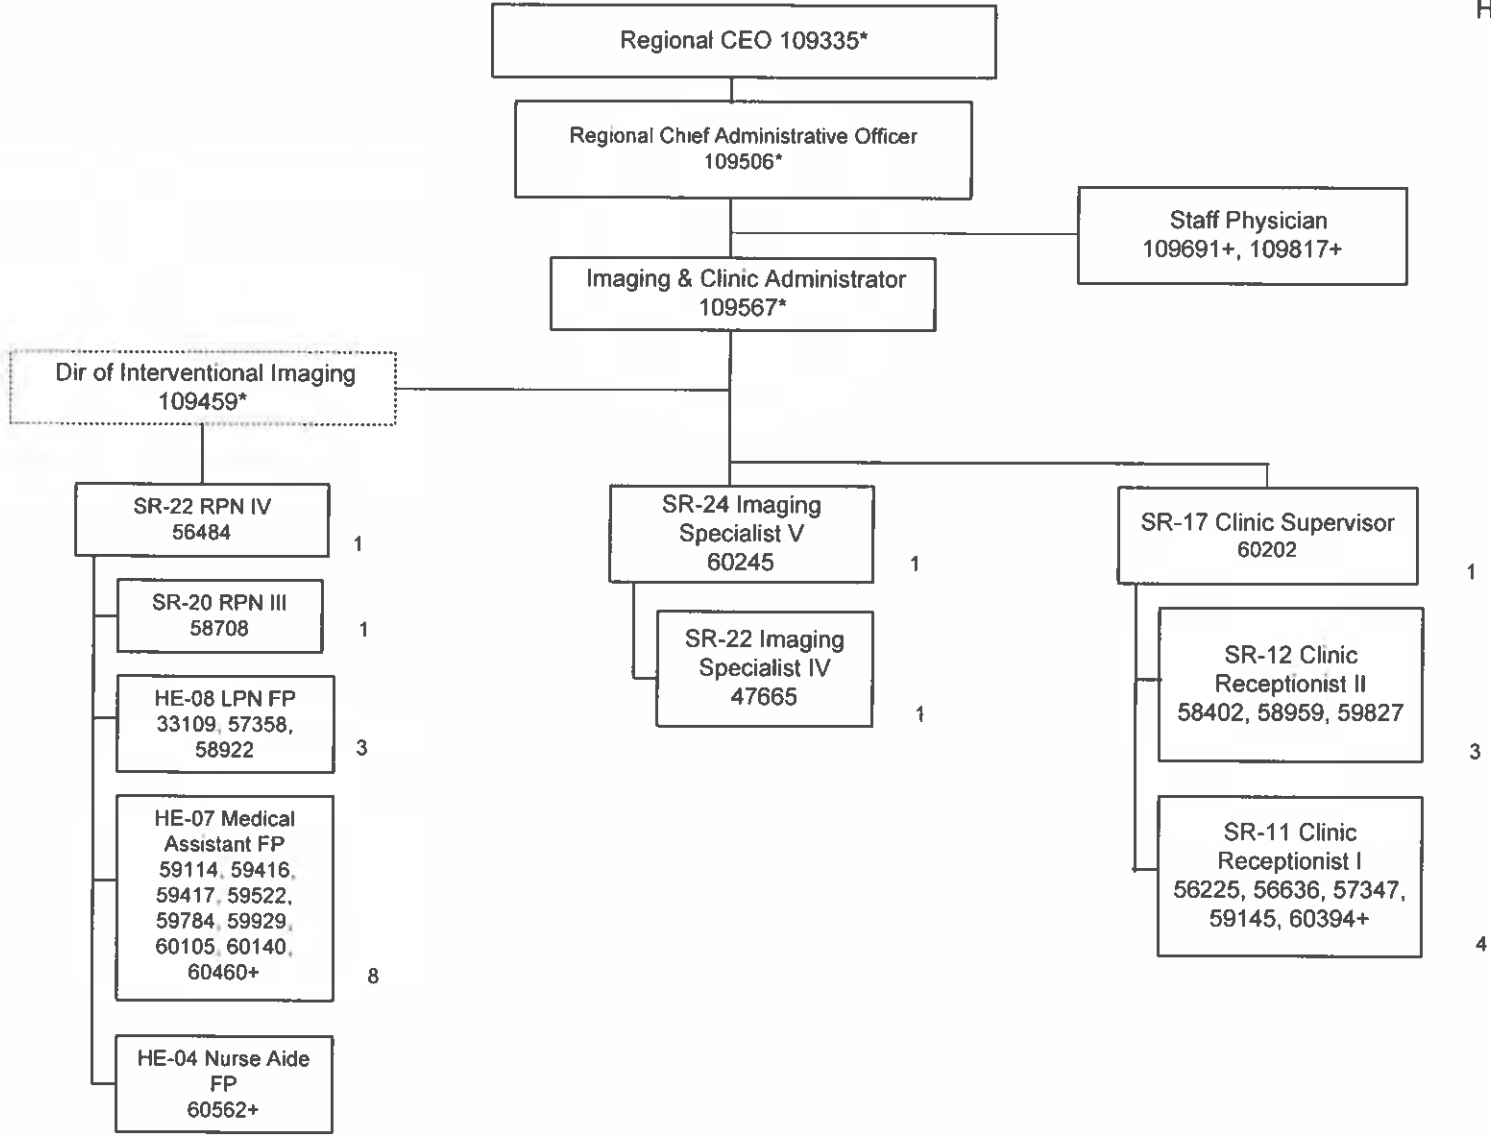 H
Regional CEO 109335*
Regional Chief Administrative Officer
109506*
Staff Physician
109691+, 109817+
Imaging & Clinic Administrator
109567*
Dir of Interventional Imaging
109459*
SR-22 RPN IV
56484
1
SR-20 RPN III
58708
1
HE-08 LPN FP
33109, 57358,
58922
3
HE-07 Medical
Assistant FP
59114, 59416,
59417, 59522,
59784, 59929,
60105, 60140,
60460+
8
HE-04 Nurse Aide
FP
60562+
SR-24 Imaging
Specialist V
60245
1
SR-22 Imaging
Specialist IV
47665
1
SR-17 Clinic Supervisor
60202
1
SR-12 Clinic
Receptionist II
58402, 58959, 59827
3
SR-11 Clinic
Receptionist I
56225, 56636, 57347,
59145, 60394+
4